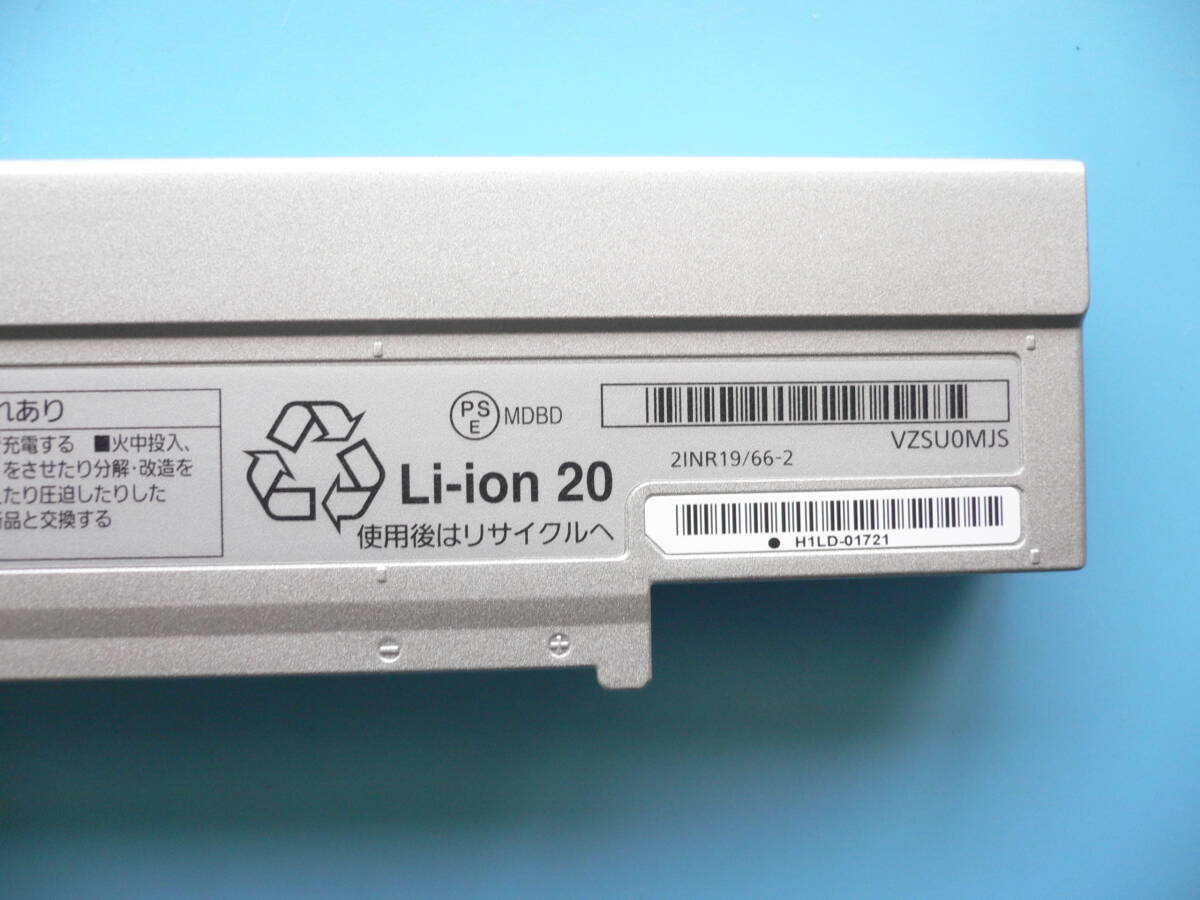 れあり
充電する ■火中投入、
をさせたり分解・改造を
たり圧迫したりした
品と交換する
PS
E
MDBD
Li-ion 20
使用後はリサイクルへ
VZSU0MJS
2INR19/66-2
● H1LD-01721
⊖ ⊕